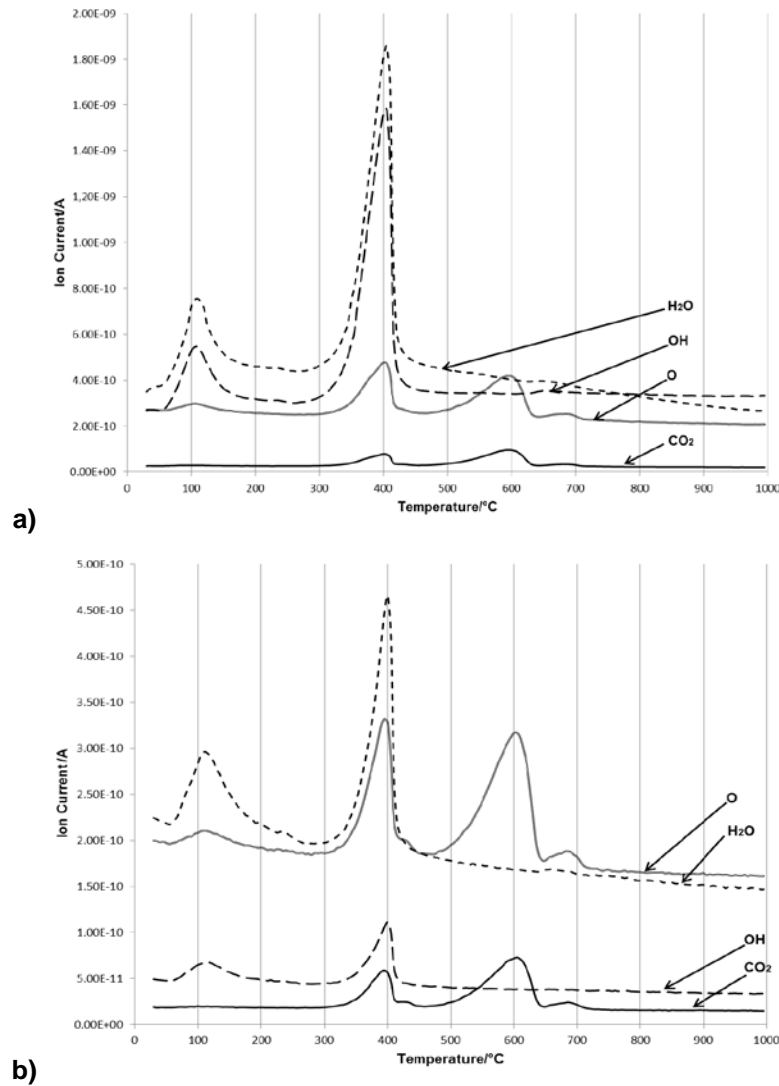 2.00E-09
1.80E-09
1.60E-09
1.40E-09
1,20E-09
1.00E-09
8.00E-10
6.00E-10
4.00E-10
2.00E-10
0.00E+00
Ion Current/A
H2O
OH
O
CO2
0 100 200 300 400 500 600 700 800 900 1000
Temperature/°C
a)
5.00E-10
4.50E-10
4.00E-10
3.50E-10
3.00E-10
2.50E-10
2.00E-10
1.50E-10
1.00E-10
5.00E-11
0.00E+00
Ion Current /A
O
H2O
OH
CO2
0 100 200 300 400 500 600 700 800 900 1000
Temperature/°C
b)